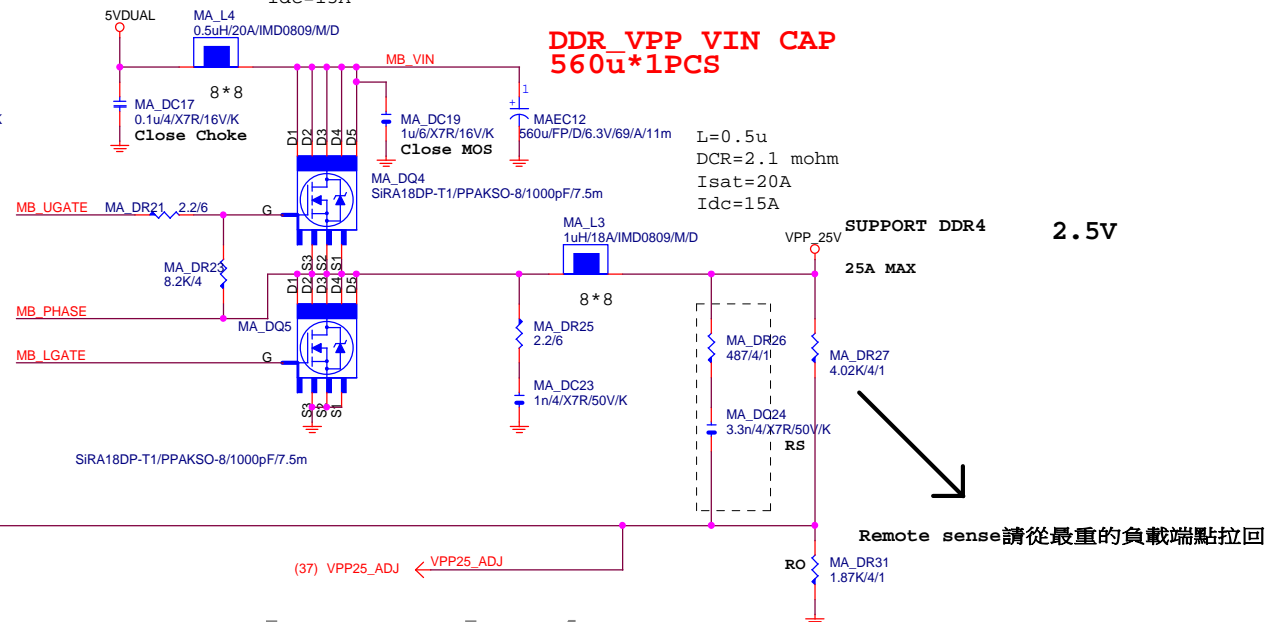 5VDUAL
MA_L4
0.5uH/20A/IMD0809/M/D
8*8
MA_DC17
0.1u/4/X7R/16V/K
Close Choke
MB_VIN
DDR_VPP VIN CAP
560u*1PCS
MA_DC19
1u/6/X7R/16V/K
Close MOS
1
+
MAEC12
560u/FP/D/6.3V/69/A/11m
D1
D2
D3
D4
D5
MA_DQ4
SiRA18DP-T1/PPAKSO-8/1000pF/7.5m
L=0.5u
DCR=2.1 mohm
Isat=20A
Idc=15A
MB_UGATE
MA_DR21
2.2/6
G
S3
S2
S1
MA_DR23
8.2K/4
MA_L3
1uH/18A/IMD0809/M/D
8*8
VPP_25V
SUPPORT DDR4
2.5V
25A MAX
D1
D2
D3
D4
D5
MB_PHASE
MA_DQ5
MB_LGATE
G
S3
S2
S1
MA_DR25
2.2/6
MA_DC23
1n/4/X7R/50V/K
MA_DR26
487/4/1
MA_DR27
4.02K/4/1
3.3n/4/X7R/50V/K
RS
SiRA18DP-T1/PPAKSO-8/1000pF/7.5m
Remote sense請從最重的負載端點拉回
(37) VPP25_ADJ
VPP25_ADJ
RO
MA_DR31
1.87K/4/1